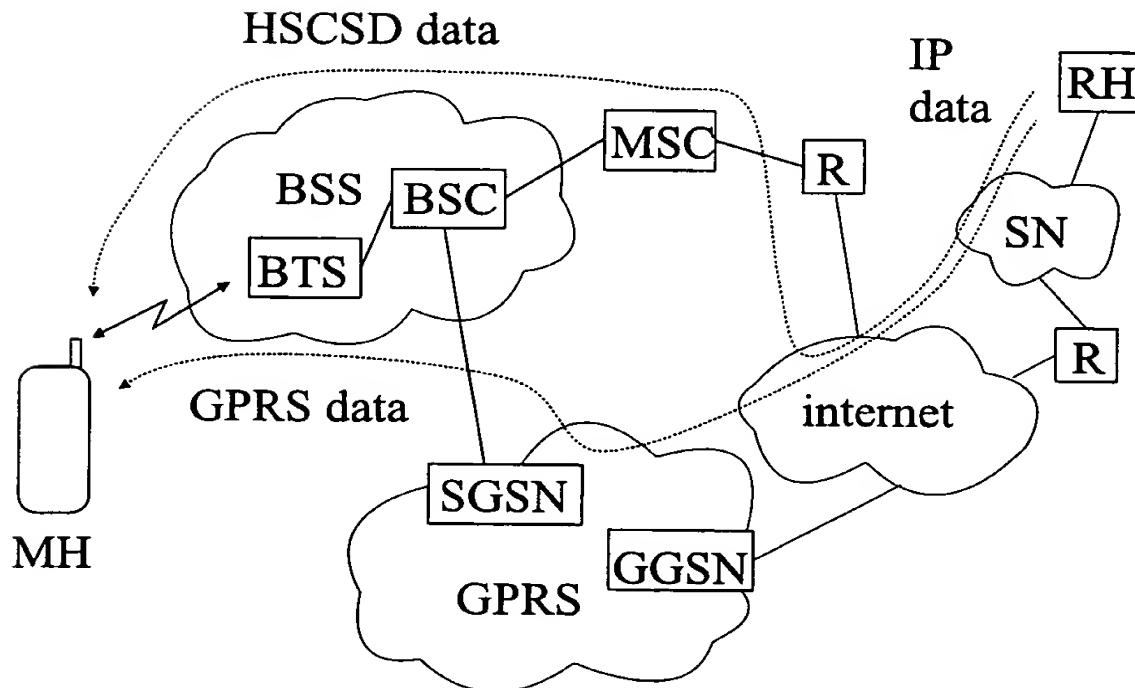 HSCSD data
IP
data
RH
MSC
R
BSS
BSC
SN
BTS
R
GPRS data
internet
SGSN
MH
GGSN
GPRS